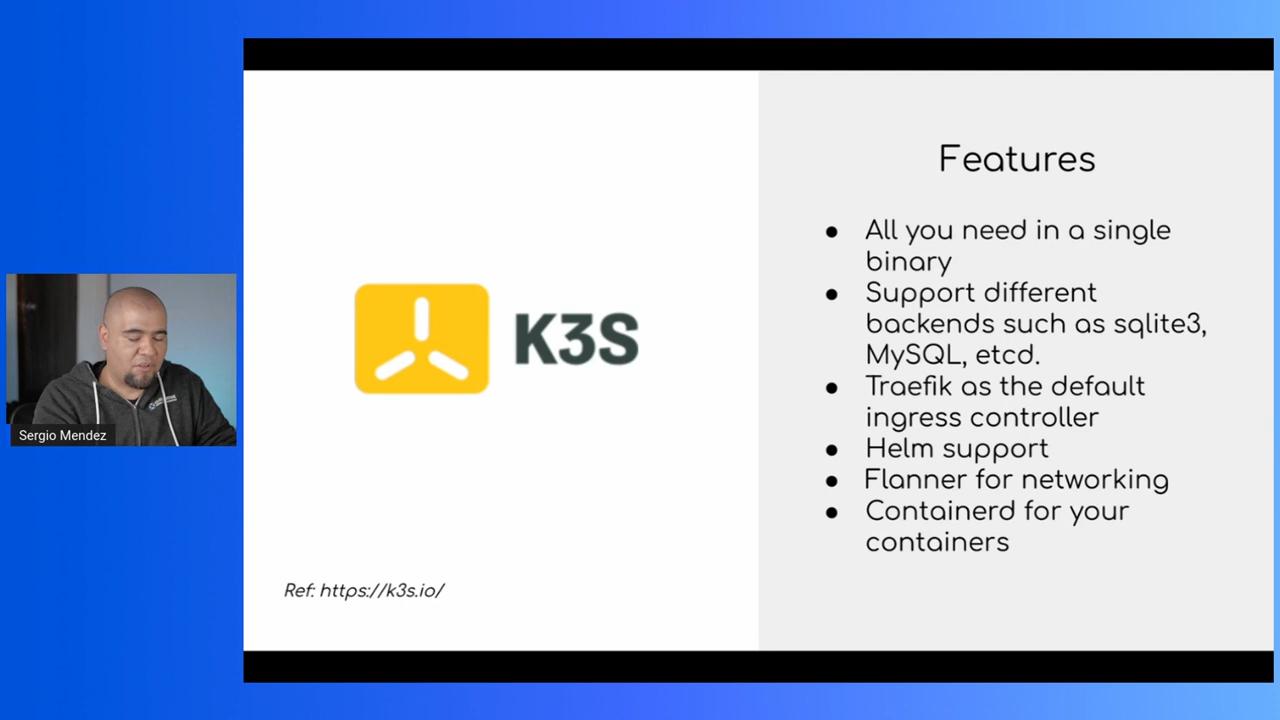 Features
All you need in a single
binary
Support different
backends such as sqlite3,
MySQL, etcd.
Traefik as the default
ingress controller
Helm support
Flanner for networking
Containerd for your
containers
K3S
Ref: https://k3s.io/
Sergio Mendez